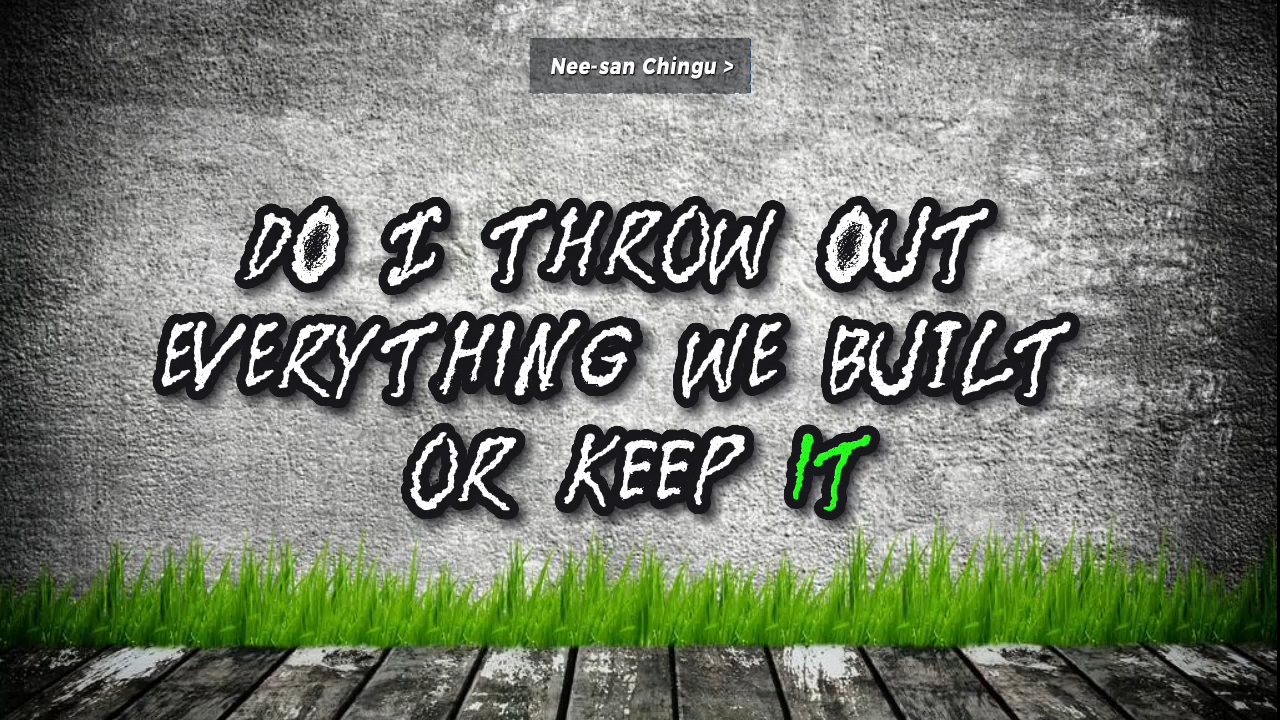 Nee-san Chingu >
DO I THROW OUT
EVERYTHING WE BUILT
OR KEEP IT